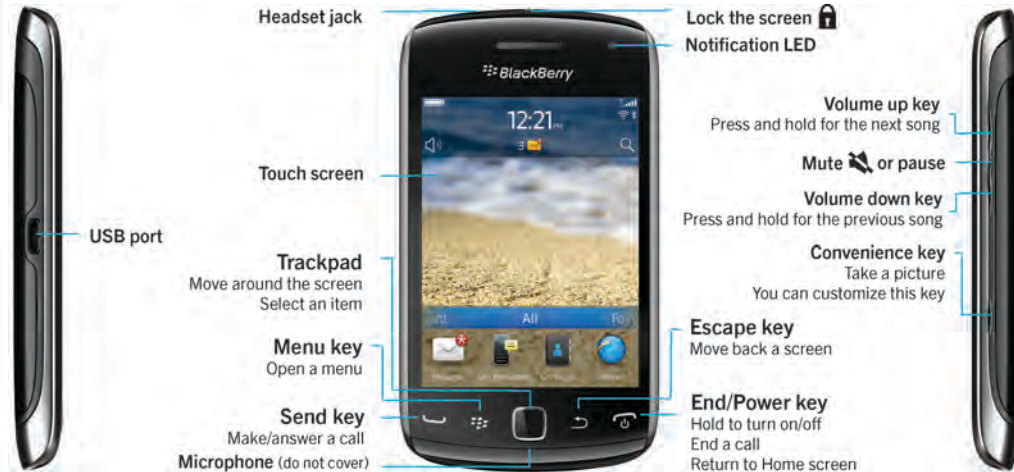 Headset jack
Lock the screen
Notification LED
BlackBerry
Volume up key
Press and hold for the next song
12:21 PM
3
Mute or pause
Touch screen
Volume down key
Press and hold for the previous song
USB port
Convenience key
Take a picture
You can customize this key
Trackpad
Move around the screen
Select an item
All
Escape key
Move back a screen
Menu key
Open a menu
End/Power key
Hold to turn on/off
End a call
Return to Home screen
Send key
Make/answer a call
Microphone (do not cover)